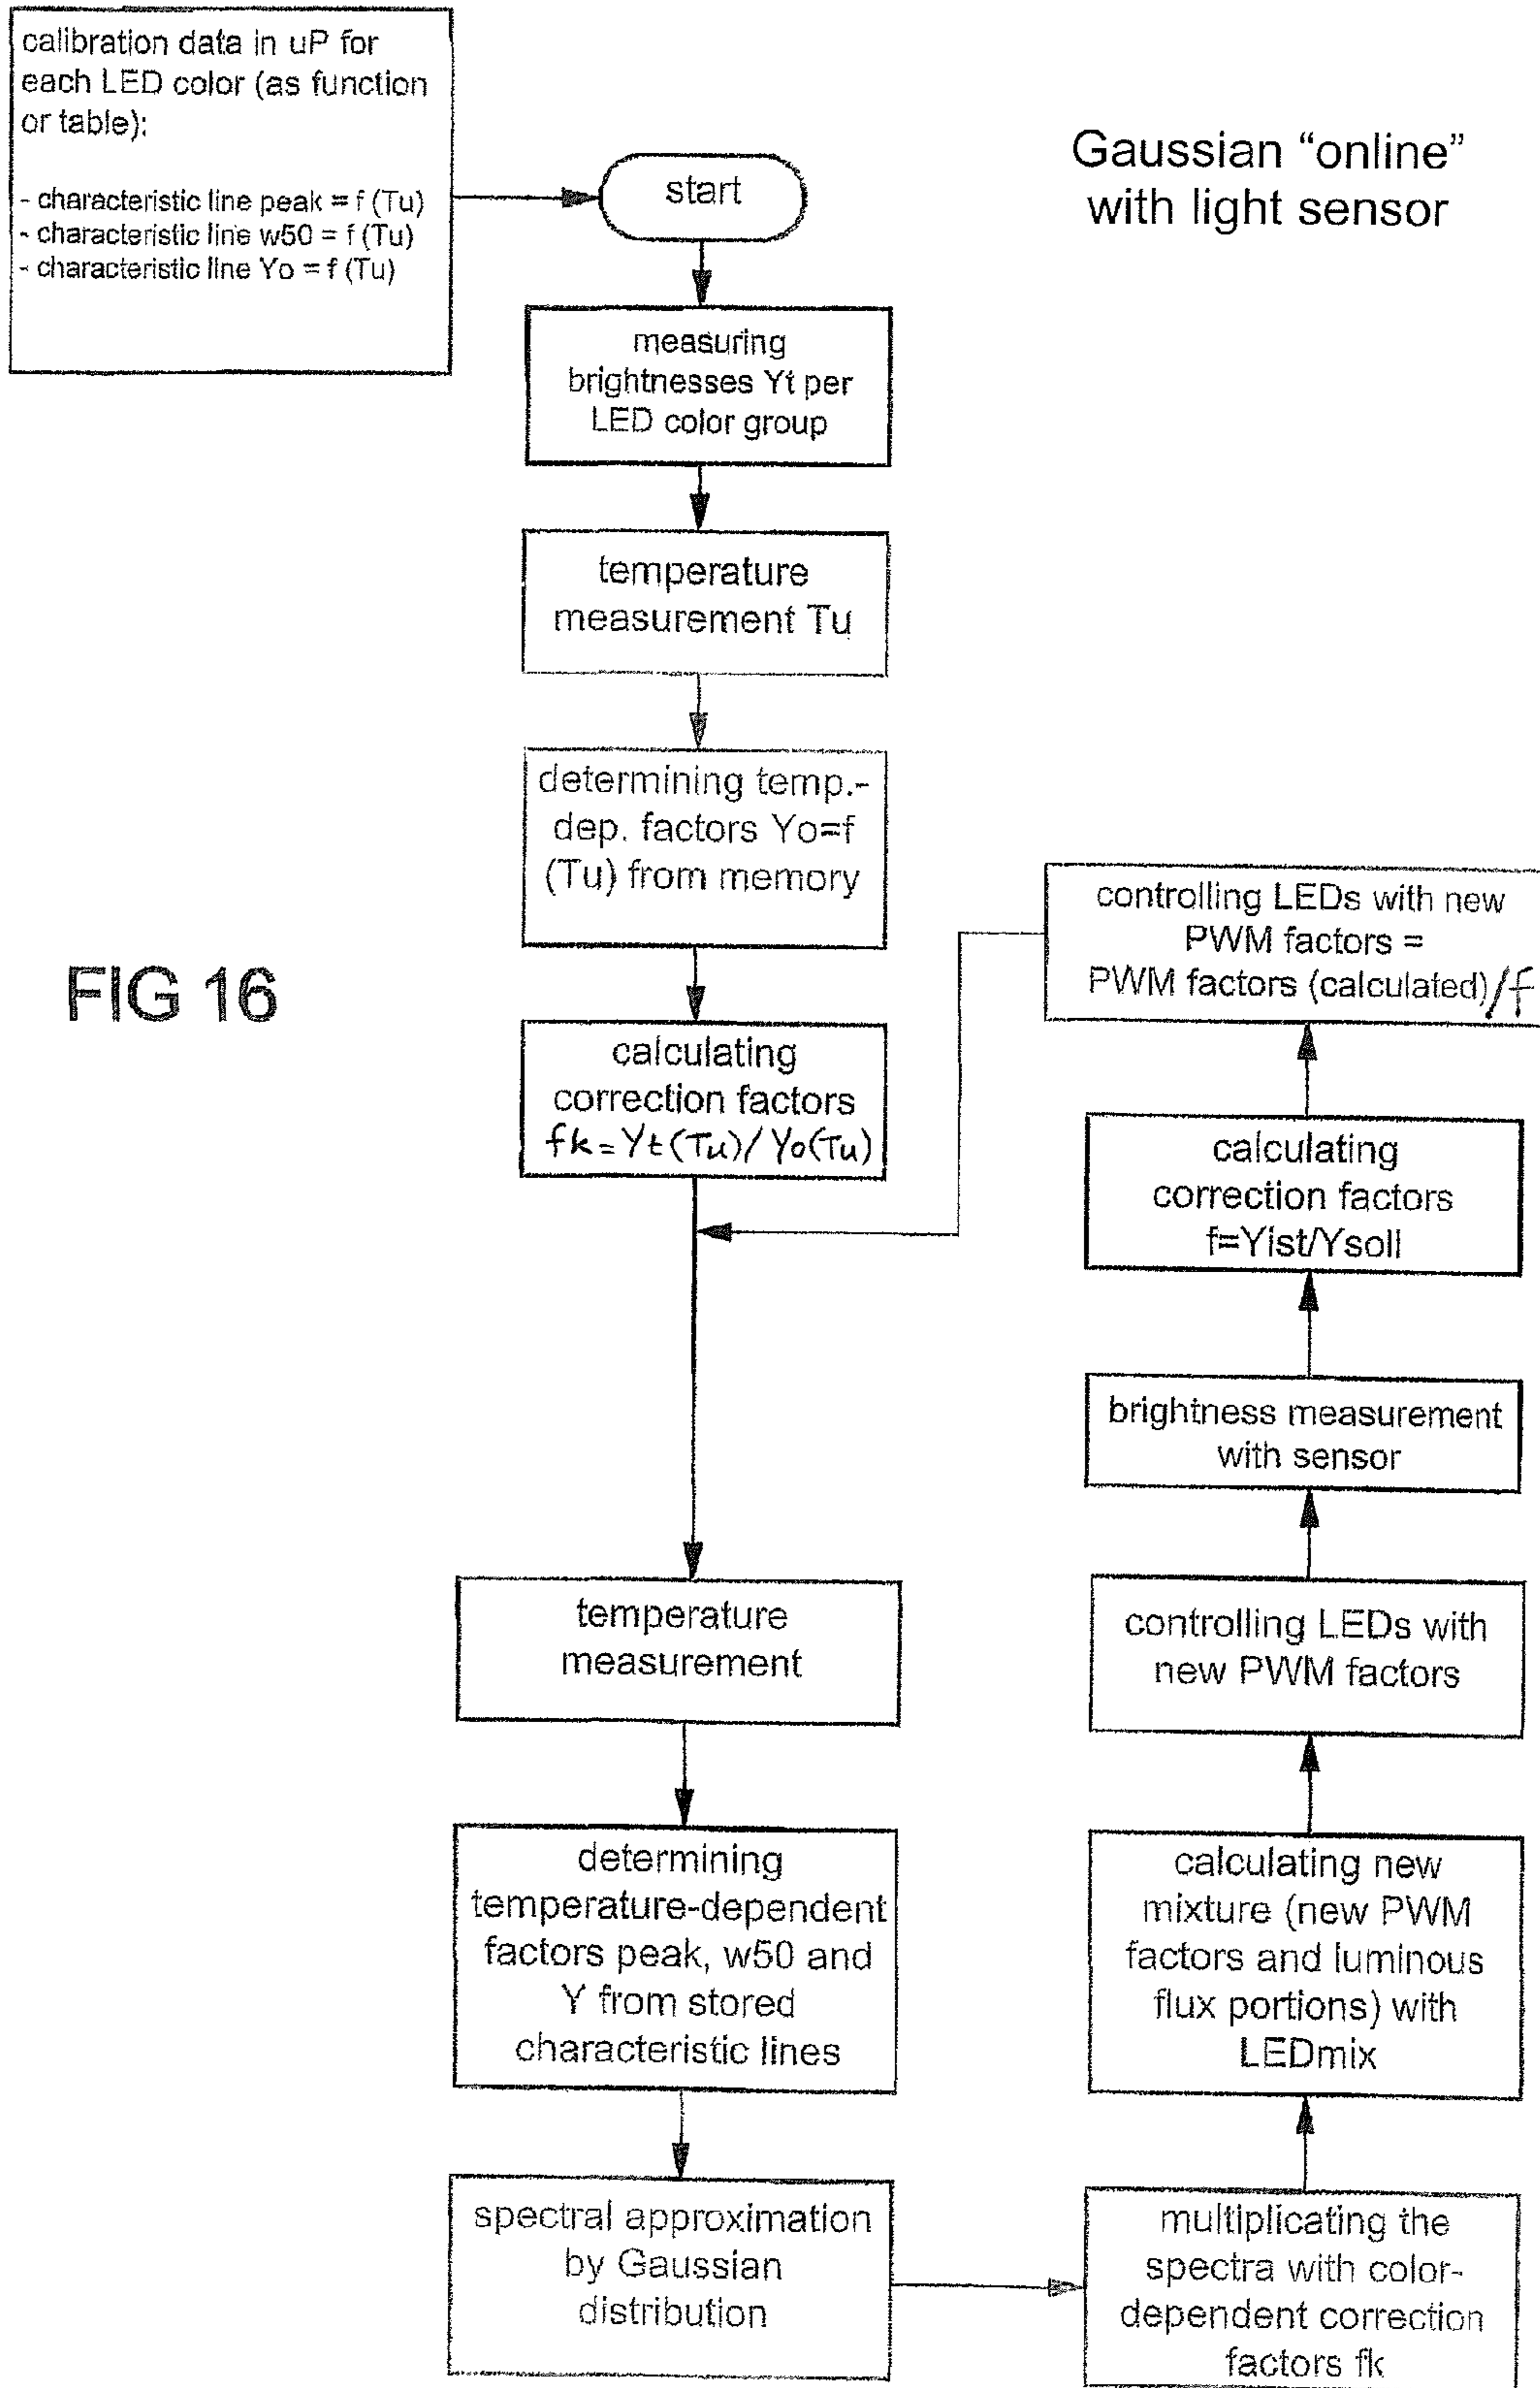 calibration data in uP for
each LED color (as function
or table):
- characteristic line peak = f (Tu)
- characteristic line w50 = f (Tu)
- characteristic line Yo = f (Tu)
start
Gaussian “online”
with light sensor
measuring
brightnesses Yt per
LED color group
temperature
measurement Tu
determining temp.-
dep. factors Yo=f
(Tu) from memory
FIG 16
calculating
correction factors
fk = Yt(Tu) / Yo(Tu)
temperature
measurement
determining
temperature-dependent
factors peak, w50 and
Y from stored
characteristic lines
spectral approximation
by Gaussian
distribution
multiplicating the
spectra with color-
dependent correction
factors fk
calculating new
mixture (new PWM
factors and luminous
flux portions) with
LEDmix
controlling LEDs with
new PWM factors
brightness measurement
with sensor
calculating
correction factors
f=Yist/Ysoll
controlling LEDs with new
PWM factors =
PWM factors (calculated)/f